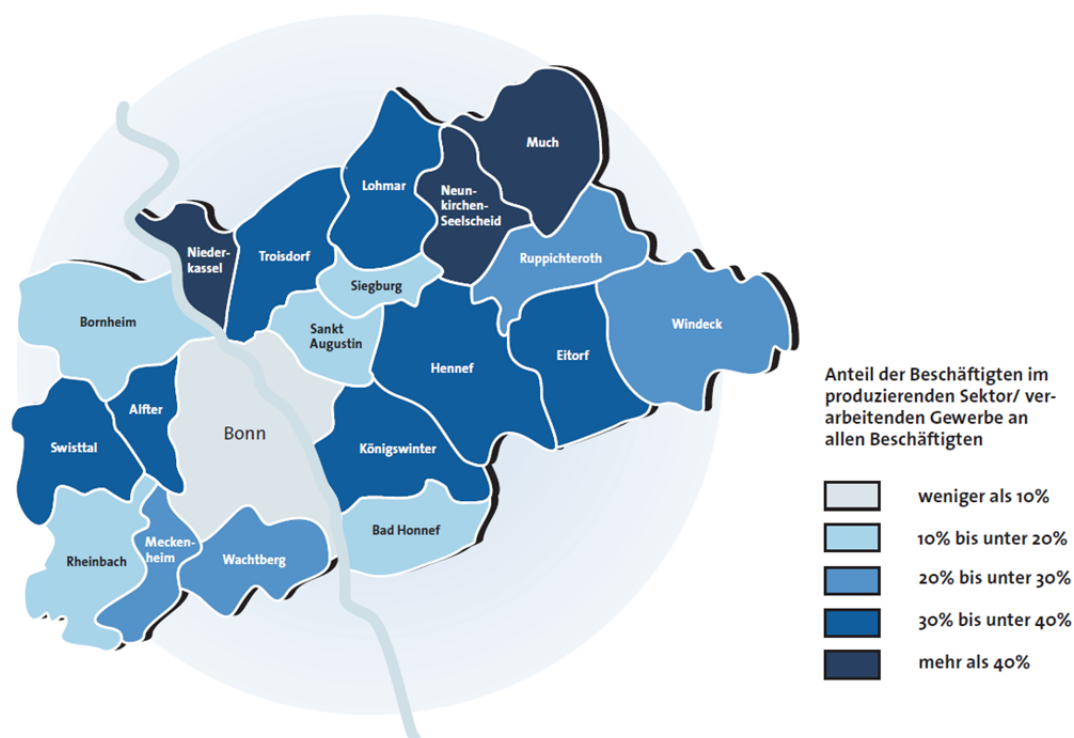 Much
Lohmar
Neun-
kirchen-
Seelscheid
Nieder-
kassel
Troisdorf
Ruppichteroth
Siegburg
Bornheim
Sankt
Augustin
Windeck
Hennef
Eitorf
Alfter
Bonn
Swisttal
Königswinter
Bad Honnef
Meckenheim
Rheinbach
Wachtberg
Anteil der Beschäftigten im
produzierenden Sektor/ ver-
arbeitenden Gewerbe an
allen Beschäftigten
weniger als 10%
10% bis unter 20%
20% bis unter 30%
30% bis unter 40%
mehr als 40%